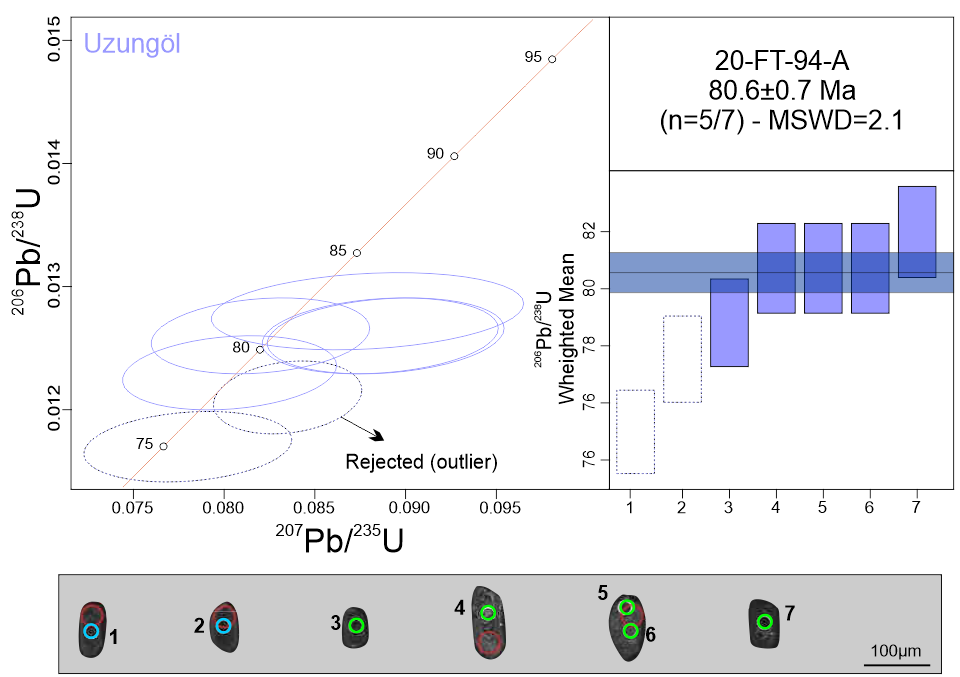 Uzungöl
0.015
0.014
0.013
0.012
²⁰⁶Pb/²³⁸U
95
90
85
80
75
Rejected (outlier)
0.075 0.080 0.085 0.090 0.095
²⁰⁷Pb/²³⁵U
20-FT-94-A
80.6±0.7 Ma
(n=5/7) - MSWD=2.1
82
80
78
76
76
²⁰⁶Pb/²³⁸U
Wheighted Mean
1 2 3 4 5 6 7
1
2
3
4
5
6
7
100µm